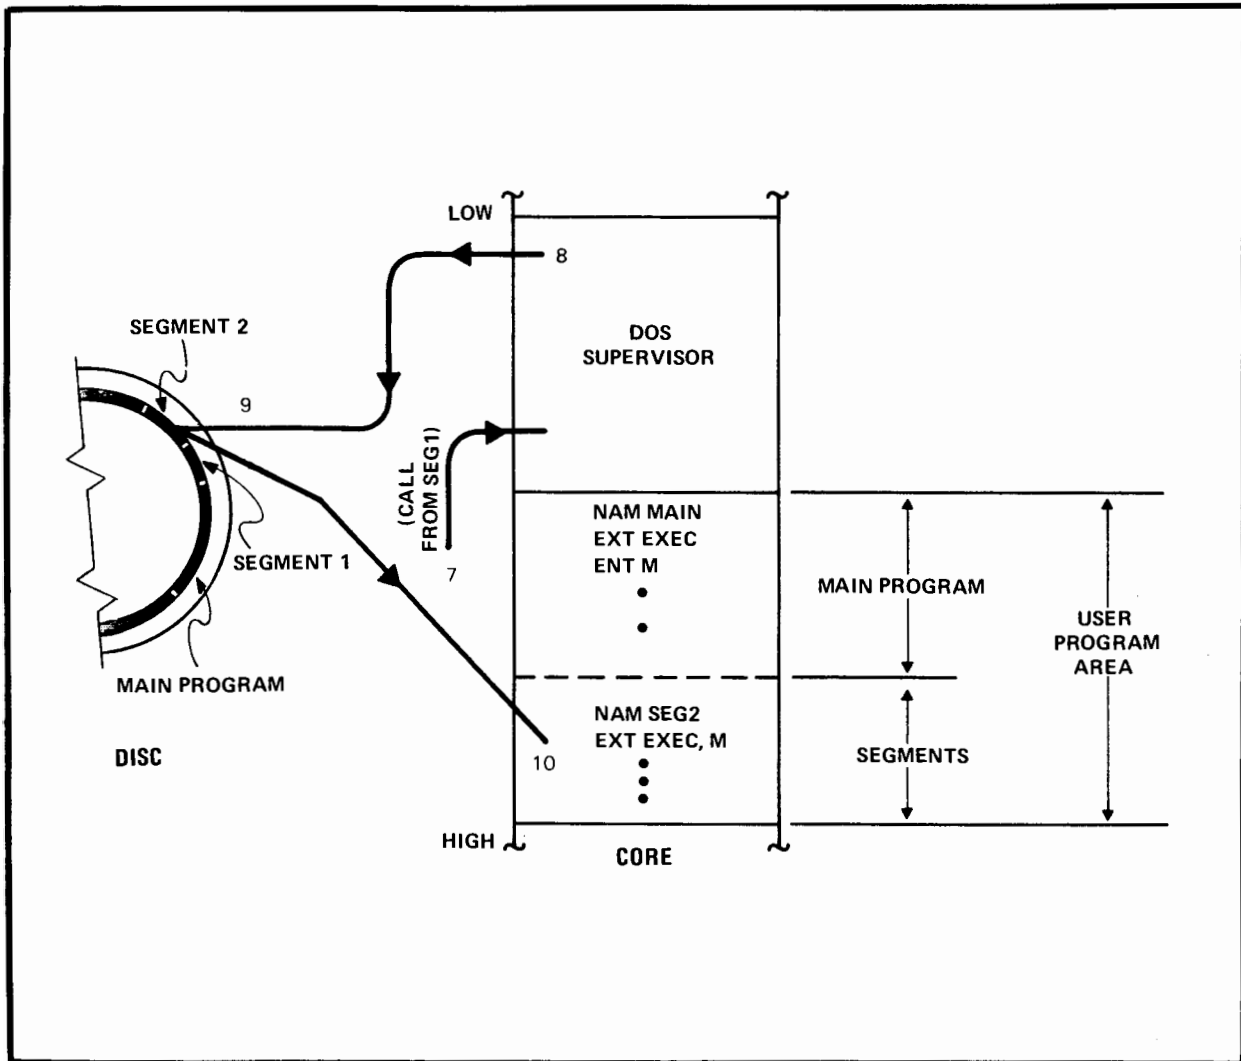 LOW
8
SEGMENT 2
DOS
SUPERVISOR
9
(CALL
FROM SEG1)
7
SEGMENT 1
NAM MAIN
EXT EXEC
ENT M
MAIN PROGRAM
USER
PROGRAM
AREA
MAIN PROGRAM
NAM SEG2
EXT EXEC, M
10
SEGMENTS
DISC
HIGH
CORE